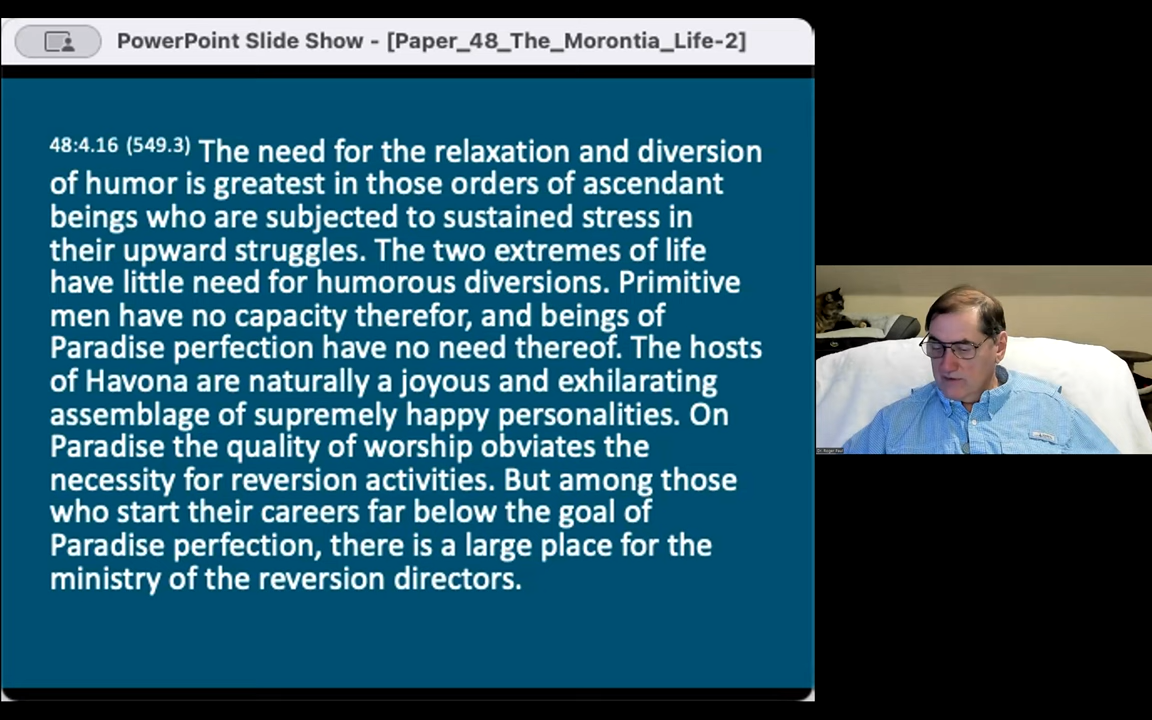 PowerPoint Slide Show - [Paper_48_The_Morontia_Life-2]
48:4.16 (549.3) The need for the relaxation and diversion
of humor is greatest in those orders of ascendant
beings who are subjected to sustained stress in
their upward struggles. The two extremes of life
have little need for humorous diversions. Primitive
men have no capacity therefor, and beings of
Paradise perfection have no need thereof. The hosts
of Havona are naturally a joyous and exhilarating
assemblage of supremely happy personalities. On
Paradise the quality of worship obviates the
necessity for reversion activities. But among those
who start their careers far below the goal of
Paradise perfection, there is a large place for the
ministry of the reversion directors.